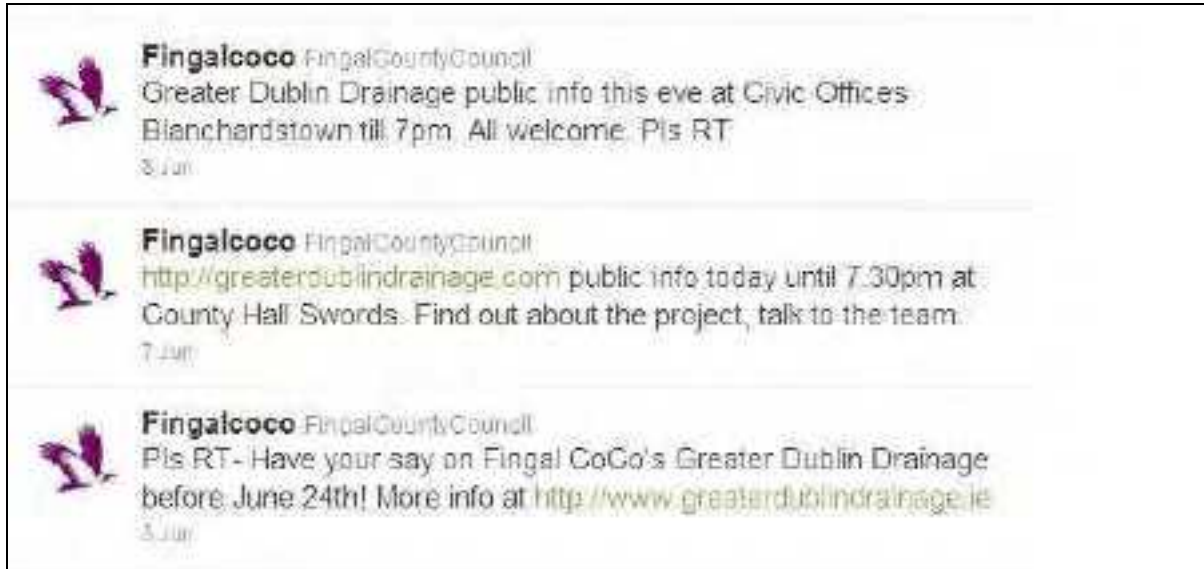 Fingalcoco FingalCountyCouncil
Greater Dublin Drainage public info this eve at Civic Offices
Blanchardstown till 7pm. All welcome. Pls RT
Jun
Fingalcoco FingalCountyCouncil
http://greaterdublindrainage.com public info today until 7.30pm at
County Hall Swords. Find out about the project, talk to the team.
7 Jun
Fingalcoco FingalCountyCouncil
Pls RT- Have your say on Fingal CoCo's Greater Dublin Drainage
before June 24th! More info at http://www.greaterdublindrainage.ie
Jun